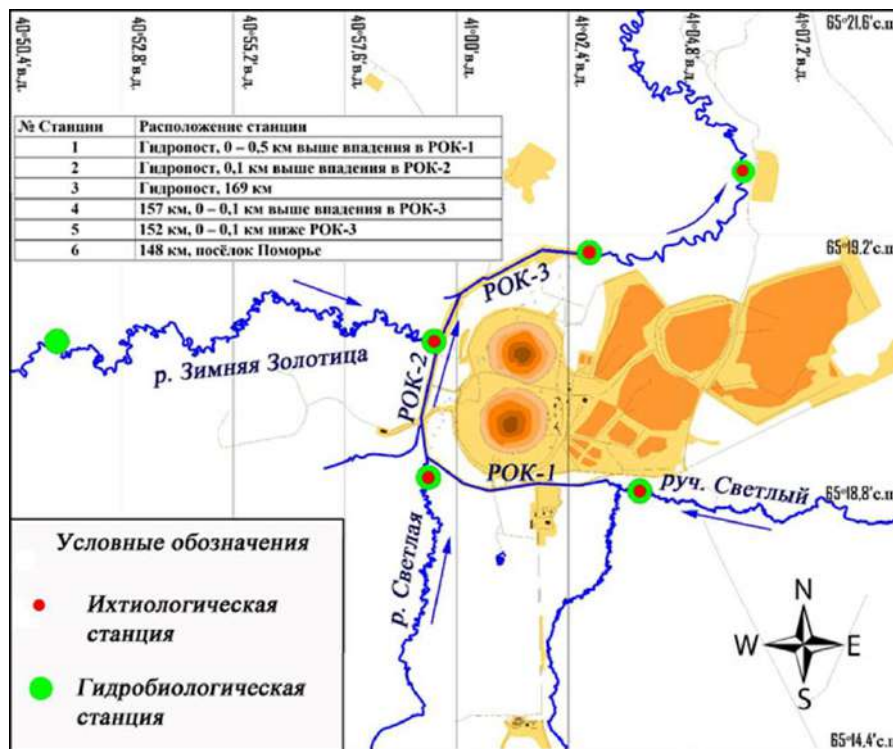 40°50,4'в.д.
40°52,8'в.д.
40°55,2'в.д.
40°57,6'в.д.
41°00'в.д.
41°02,4'в.д.
41°04,8'в.д.
41°07,2'в.д.
65°21,6'с.ш
№ Станции Расположение станции
1 Гидропост, 0 – 0,5 км выше впадения в РОК-1
2 Гидропост, 0,1 км выше впадения в РОК-2
3 Гидропост, 169 км
4 157 км, 0 – 0,1 км выше впадения в РОК-3
5 152 км, 0 – 0,1 км ниже РОК-3
6 148 км, посёлок Поморье
65°19,2'с.ш
РОК-3
р. Зимняя Золотица
РОК-2
РОК-1
руч. Светлый
65°18,8'с.ш
р. Светлая
Условные обозначения
Ихтиологическая
станция
Гидробиологическая
станция
N
W E
S
65°14,4'с.ш